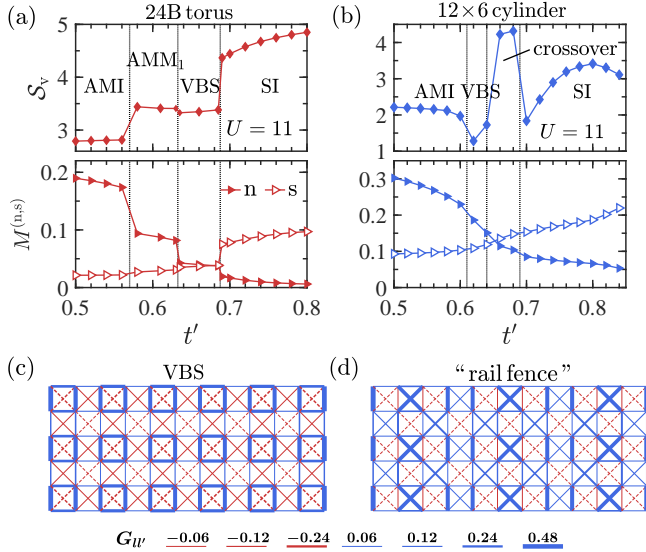 (a) 24B torus
5
4
3
𝒮ᵥ
AMI
AMM₁
VBS
SI
U = 11
0.2
0.1
0
M⁽ⁿ,ˢ⁾
n s
0.5 0.6 0.7 0.8
t′
(b) 12×6 cylinder
4
3
2
1
AMI
VBS
crossover
SI
U = 11
0.3
0.2
0.1
0
0.5 0.6 0.7 0.8
t′
(c) VBS
(d) “rail fence”
G_ll′ −0.06 −0.12 −0.24 0.06 0.12 0.24 0.48